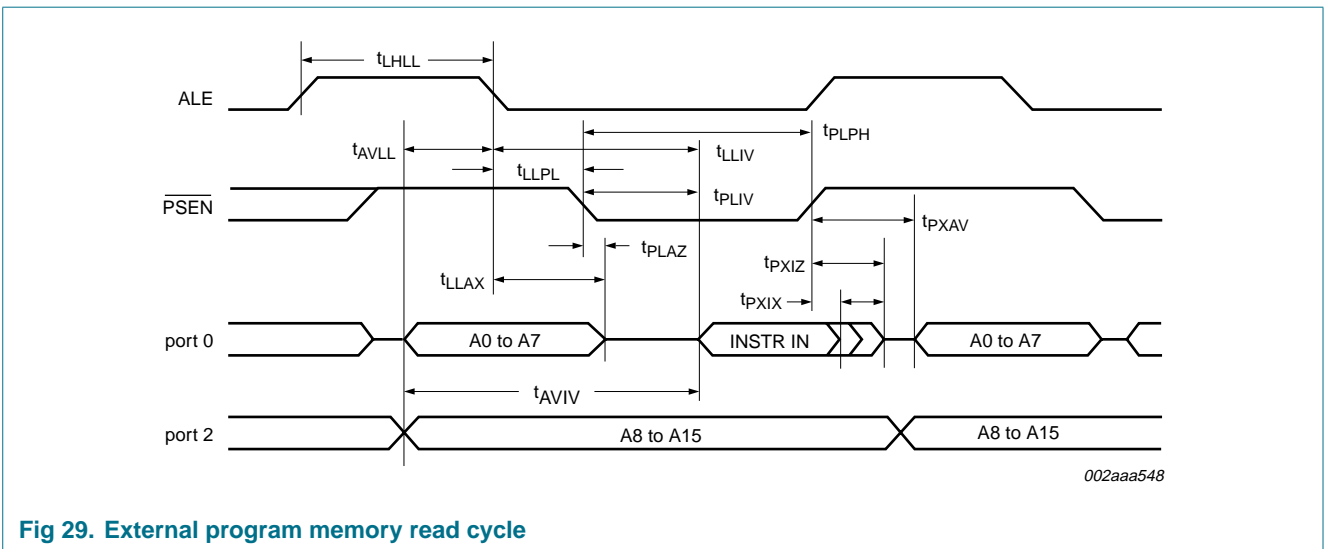 tLHLL
ALE
tPLPH
tAVLL
tLLIV
tLLPL
PSEN
tPLIV
tPXAV
tPLAZ
tPXIZ
tLLAX
tPXIX
port 0
A0 to A7
INSTR IN
A0 to A7
tAVIV
port 2
A8 to A15
A8 to A15
002aaa548
Fig 29. External program memory read cycle